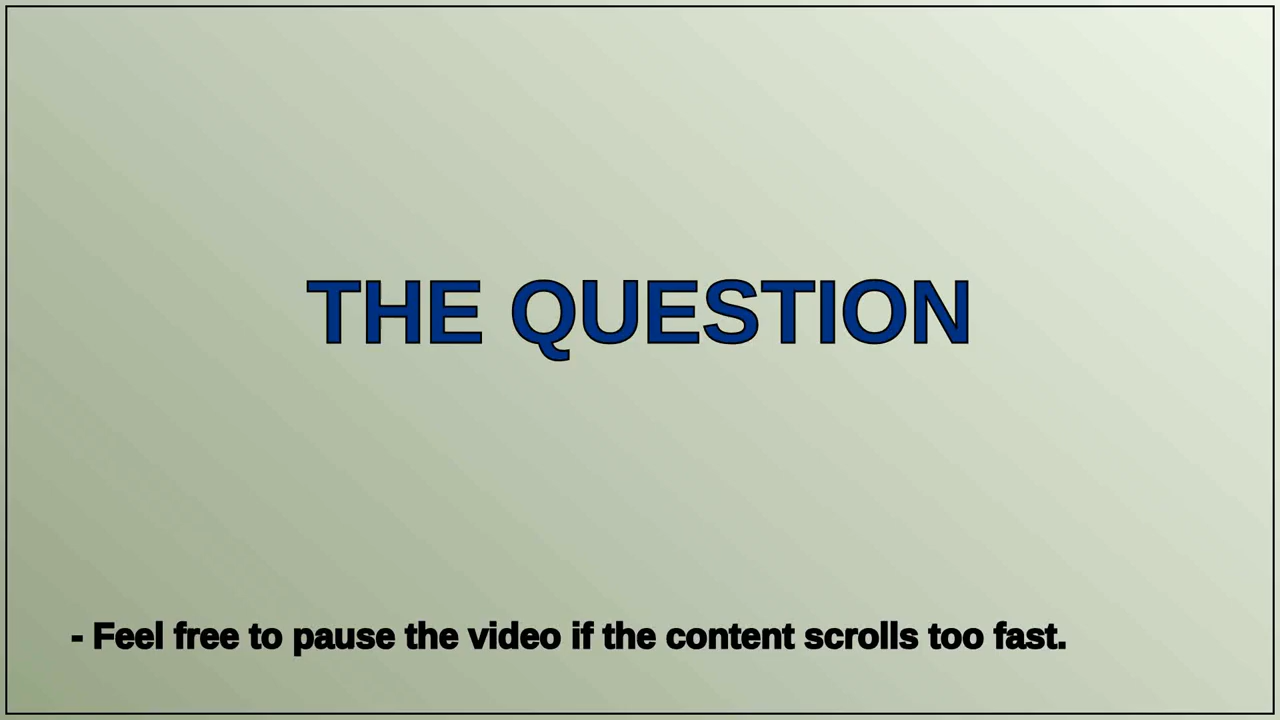 THE QUESTION
- Feel free to pause the video if the content scrolls too fast.